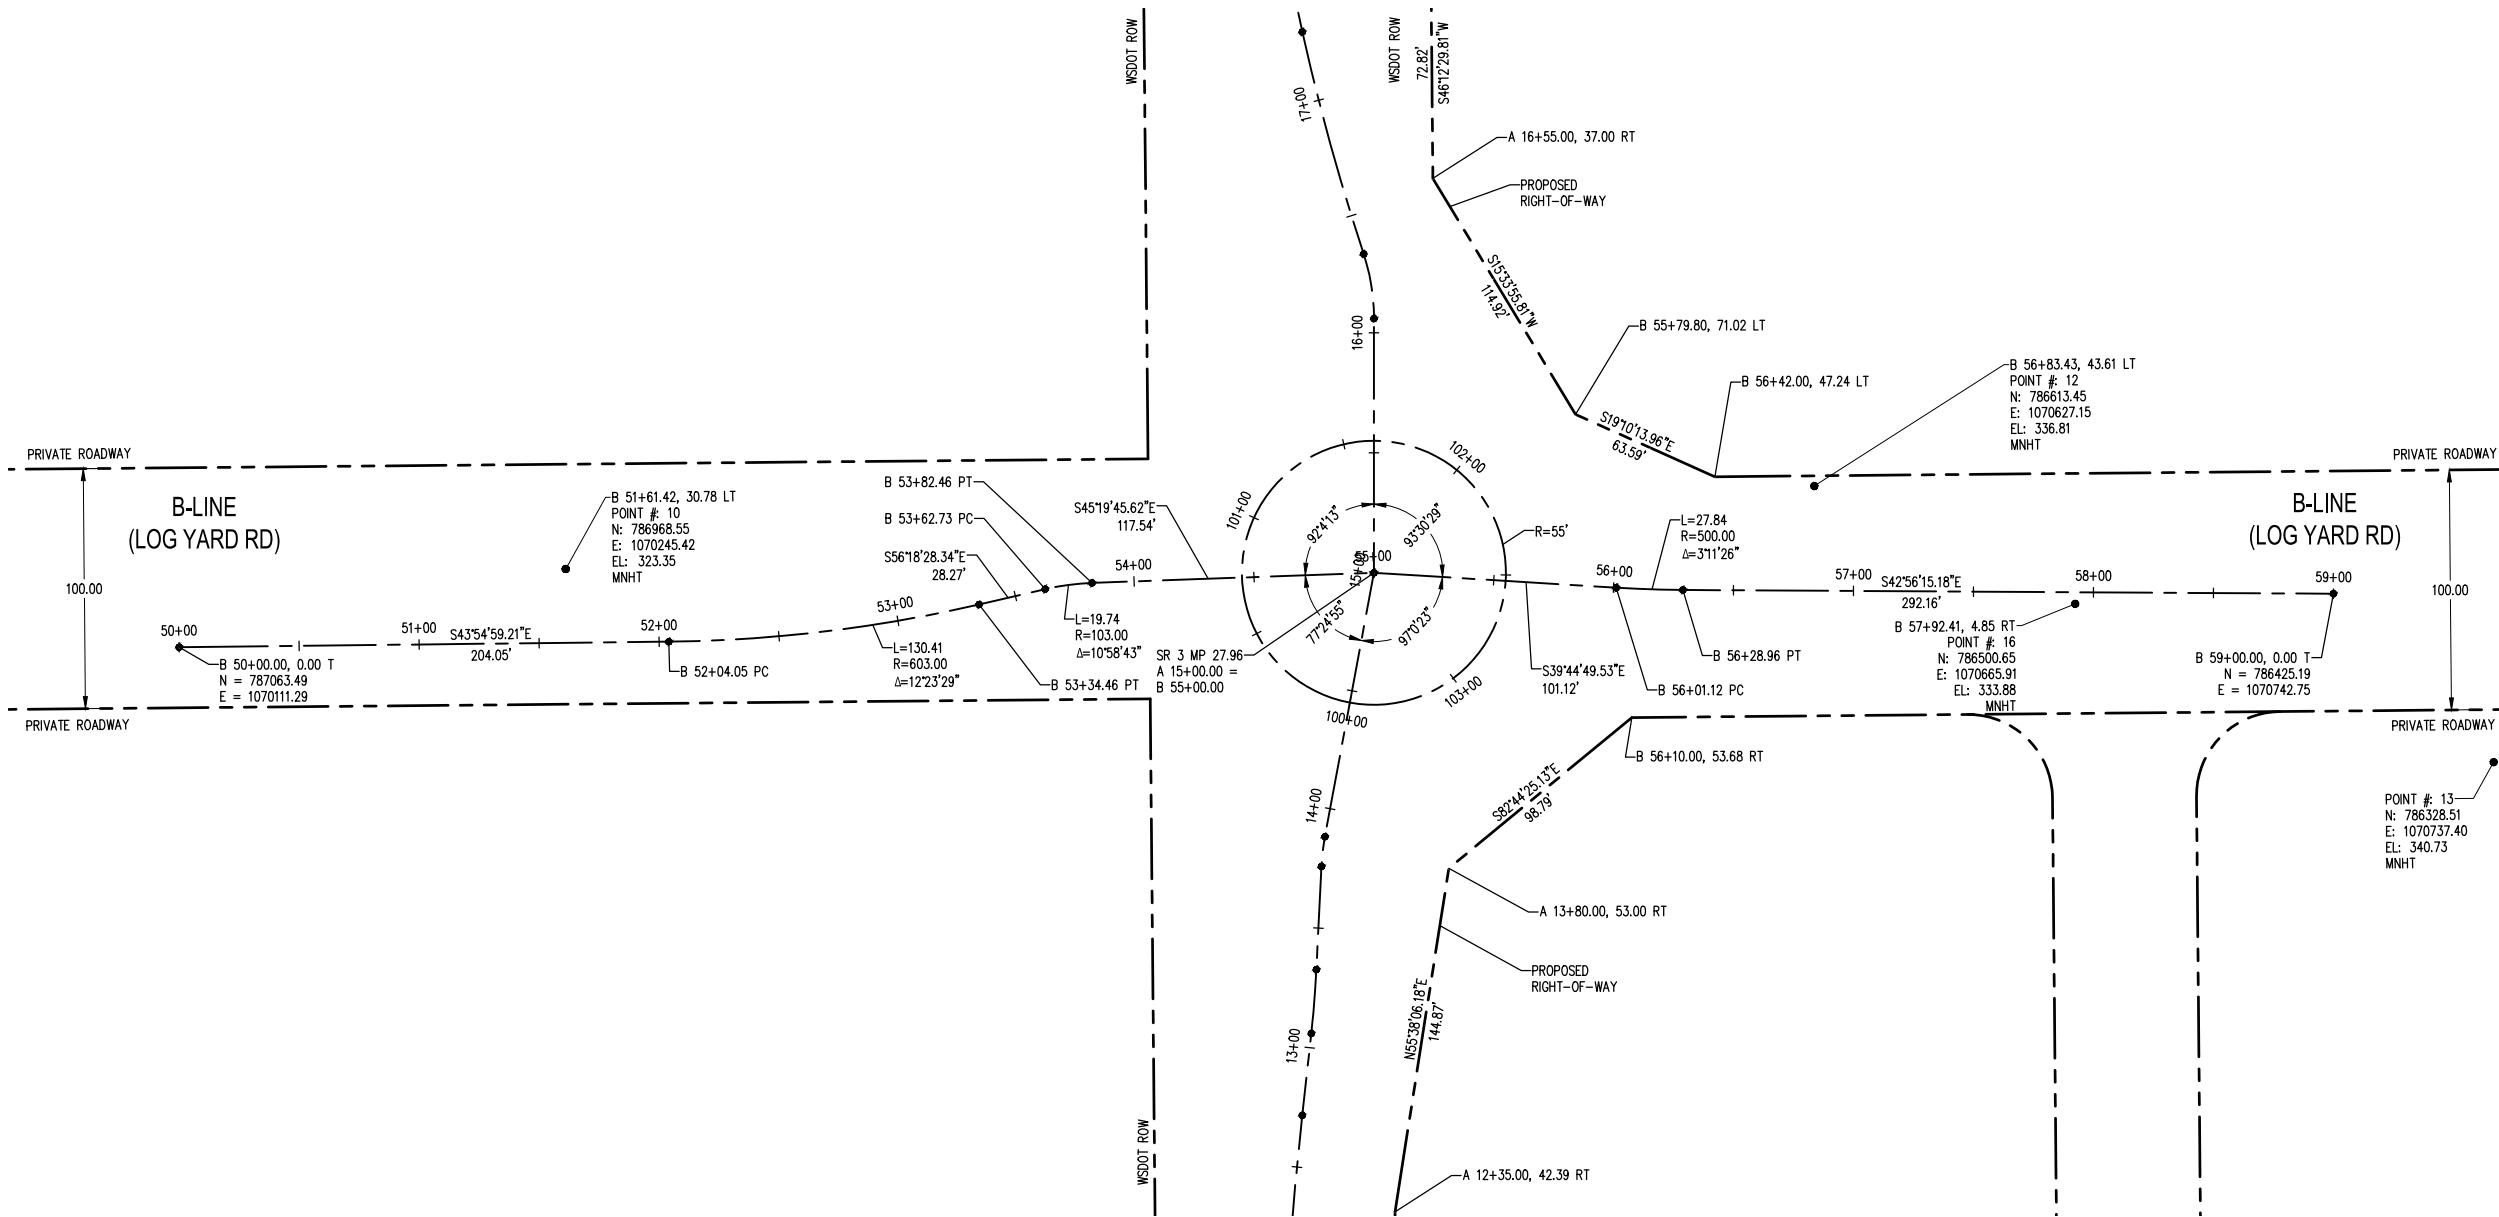 WSDOT ROW
17+00
WSDOT ROW
72.82'
S46°12'29.81"W
A 16+55.00, 37.00 RT
PROPOSED
RIGHT-OF-WAY
S15°33'55.81"W
114.92'
16+00
B 55+79.80, 71.02 LT
B 56+42.00, 47.24 LT
S19°10'13.96"E
63.59'
B 56+83.43, 43.61 LT
POINT #: 12
N: 786613.45
E: 1070627.15
EL: 336.81
MNHT
PRIVATE ROADWAY
PRIVATE ROADWAY
B-LINE
(LOG YARD RD)
100.00
B 51+61.42, 30.78 LT
POINT #: 10
N: 786968.55
E: 1070245.42
EL: 323.35
MNHT
B 53+82.46 PT
B 53+62.73 PC
S56°18'28.34"E
28.27'
S45°19'45.62"E
117.54'
101+00
102+00
92°4'13"
93°30'29"
R=55'
L=27.84
R=500.00
Δ=3°11'26"
B-LINE
(LOG YARD RD)
100.00
50+00
51+00
S43°54'59.21"E
204.05'
52+00
53+00
54+00
55+00
15+00
56+00
57+00
S42°56'15.18"E
292.16'
58+00
59+00
B 50+00.00, 0.00 T
N = 787063.49
E = 1070111.29
B 52+04.05 PC
L=130.41
R=603.00
Δ=12°23'29"
B 53+34.46 PT
L=19.74
R=103.00
Δ=10°58'43"
SR 3 MP 27.96
A 15+00.00 =
B 55+00.00
77°24'55"
97°0'23"
100+00
103+00
S39°44'49.53"E
101.12'
B 56+01.12 PC
B 56+28.96 PT
B 57+92.41, 4.85 RT
POINT #: 16
N: 786500.65
E: 1070665.91
EL: 333.88
MNHT
B 59+00.00, 0.00 T
N = 786425.19
E = 1070742.75
PRIVATE ROADWAY
PRIVATE ROADWAY
B 56+10.00, 53.68 RT
14+00
S82°44'25.13"E
98.79'
POINT #: 13
N: 786328.51
E: 1070737.40
EL: 340.73
MNHT
A 13+80.00, 53.00 RT
PROPOSED
RIGHT-OF-WAY
13+00
N55°38'06.18"E
144.87'
WSDOT ROW
A 12+35.00, 42.39 RT